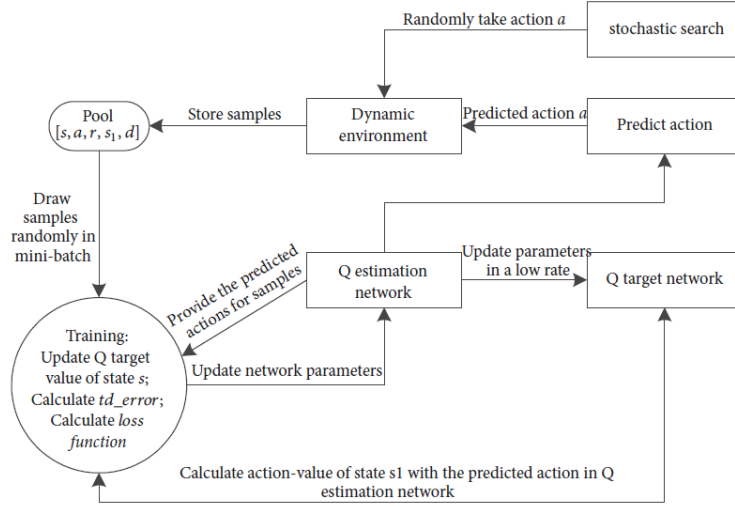 Randomly take action a
stochastic search
Pool
[s, a, r, s₁, d]
Store samples
Dynamic
environment
Predicted action a
Predict action
Draw
samples
randomly in
mini-batch
Provide the predicted
actions for samples
Q estimation
network
Update parameters
in a low rate
Q target network
Training:
Update Q target
value of state s;
Calculate td_error;
Calculate loss
function
Update network parameters
Calculate action-value of state s1 with the predicted action in Q
estimation network